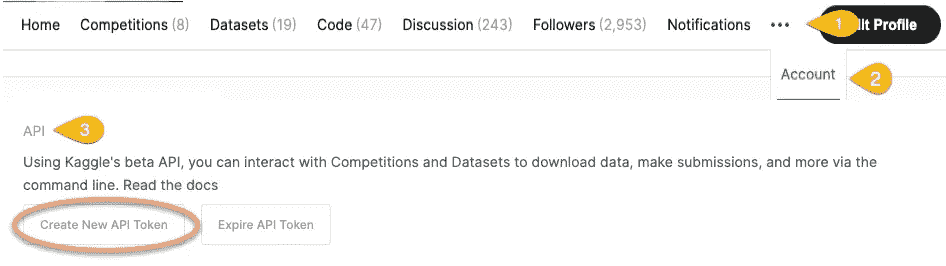 Home Competitions (8) Datasets (19) Code (47) Discussion (243) Followers (2,953) Notifications ••• 1 lit Profile
Account 2
API 3
Using Kaggle's beta API, you can interact with Competitions and Datasets to download data, make submissions, and more via the
command line. Read the docs
Create New API Token Expire API Token